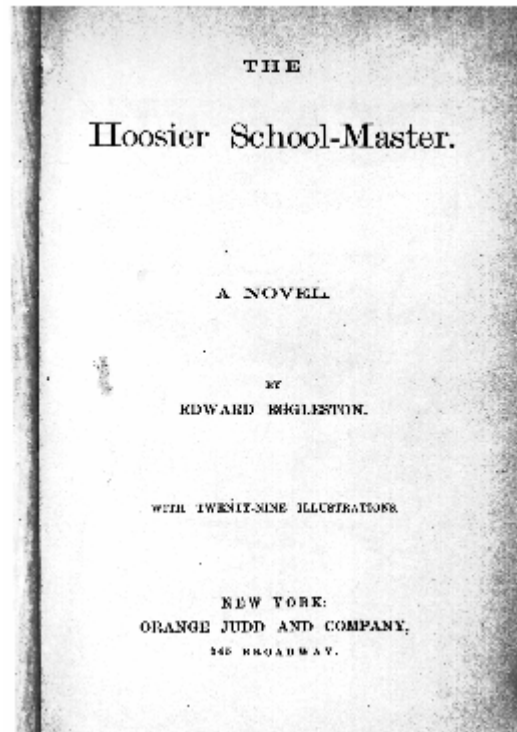 THE
Hoosier School-Master.
A NOVEL.
BY
EDWARD EGGLESTON.
WITH TWENTY-NINE ILLUSTRATIONS.
NEW YORK:
ORANGE JUDD AND COMPANY,
245 BROADWAY.